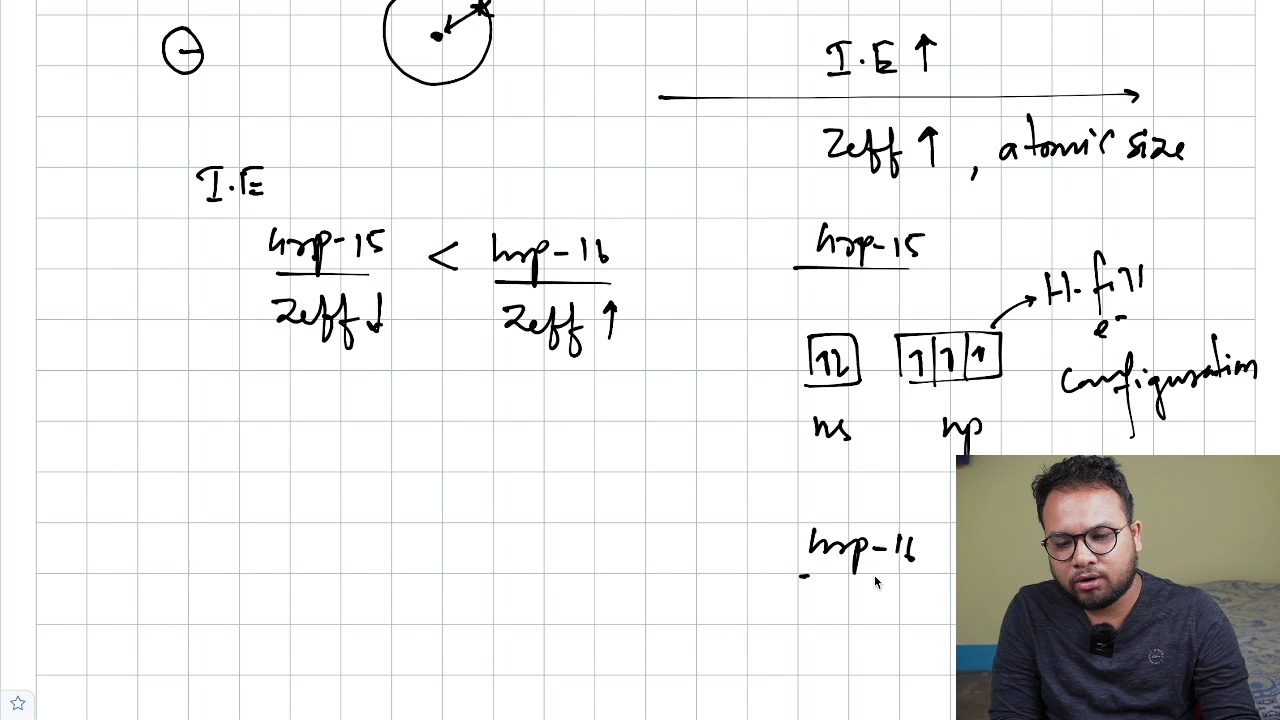 I.E ↑
Zeff ↑ , atomic size
I.E
Grp-15 < Grp-16
Zeff ↓ Zeff ↑
Grp-15
H. fill
e⁻
configuration
↑↓ ↑ ↑ ↑
ns np
Grp-16